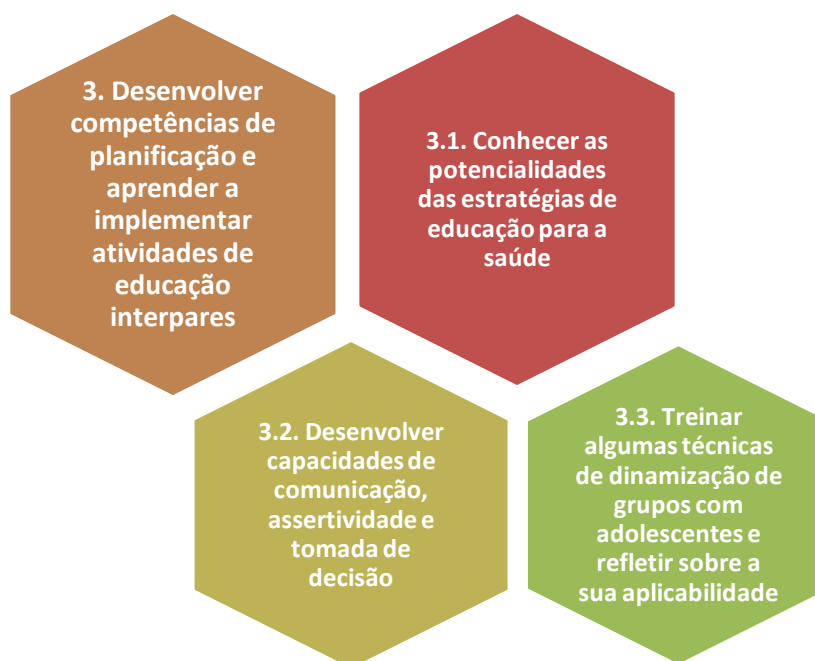 3. Desenvolver
competências de
planificação e
aprender a
implementar
atividades de
educação
interpares
3.1. Conhecer as
potencialidades
das estratégias de
educação para a
saúde
3.2. Desenvolver
capacidades de
comunicação,
assertividade e
tomada de
decisão
3.3. Treinar
algumas técnicas
de dinamização de
grupos com
adolescentes e
refletir sobre a
sua aplicabilidade